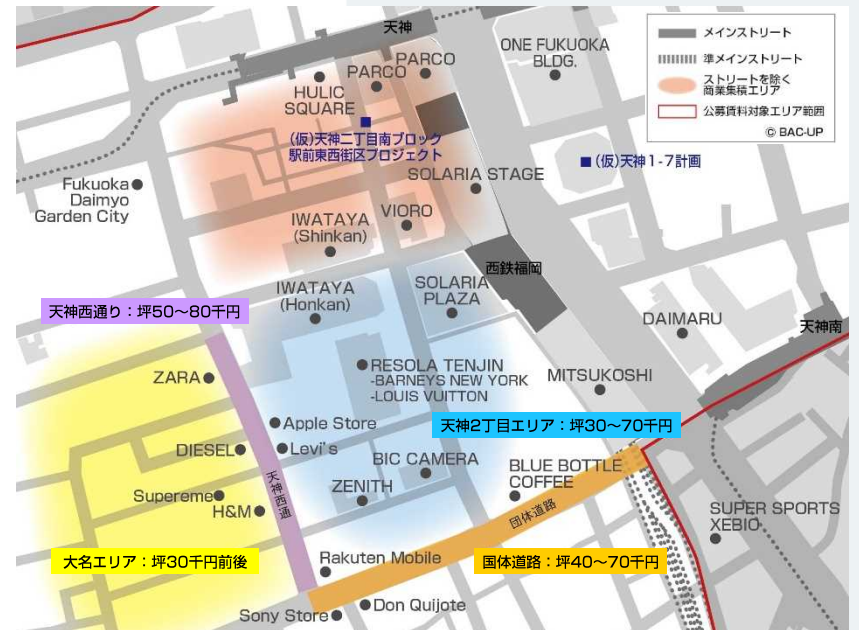 天神
PARCO
PARCO
HULIC
SQUARE
(仮)天神二丁目南ブロック
駅前東西街区プロジェクト
ONE FUKUOKA
BLDG.
メインストリート
準メインストリート
ストリートを除く
商業集積エリア
公募賃料対象エリア範囲
© BAC-UP
(仮)天神1-7計画
SOLARIA STAGE
Fukuoka
Daimyo
Garden City
IWATAYA
(Shinkan)
VIORO
西鉄福岡
IWATAYA
(Honkan)
SOLARIA
PLAZA
天神西通り：坪50～80千円
DAIMARU
天神南
ZARA
RESOLA TENJIN
-BARNEYS NEW YORK
-LOUIS VUITTON
MITSUKOSHI
Apple Store
天神2丁目エリア：坪30～70千円
DIESEL
Levi's
BIC CAMERA
BLUE BOTTLE
COFFEE
天神西通
ZENITH
Supereme
H&M
団体道路
SUPER SPORTS
XEBIO
大名エリア：坪30千円前後
Rakuten Mobile
国体道路：坪40～70千円
Sony Store
Don Quijote